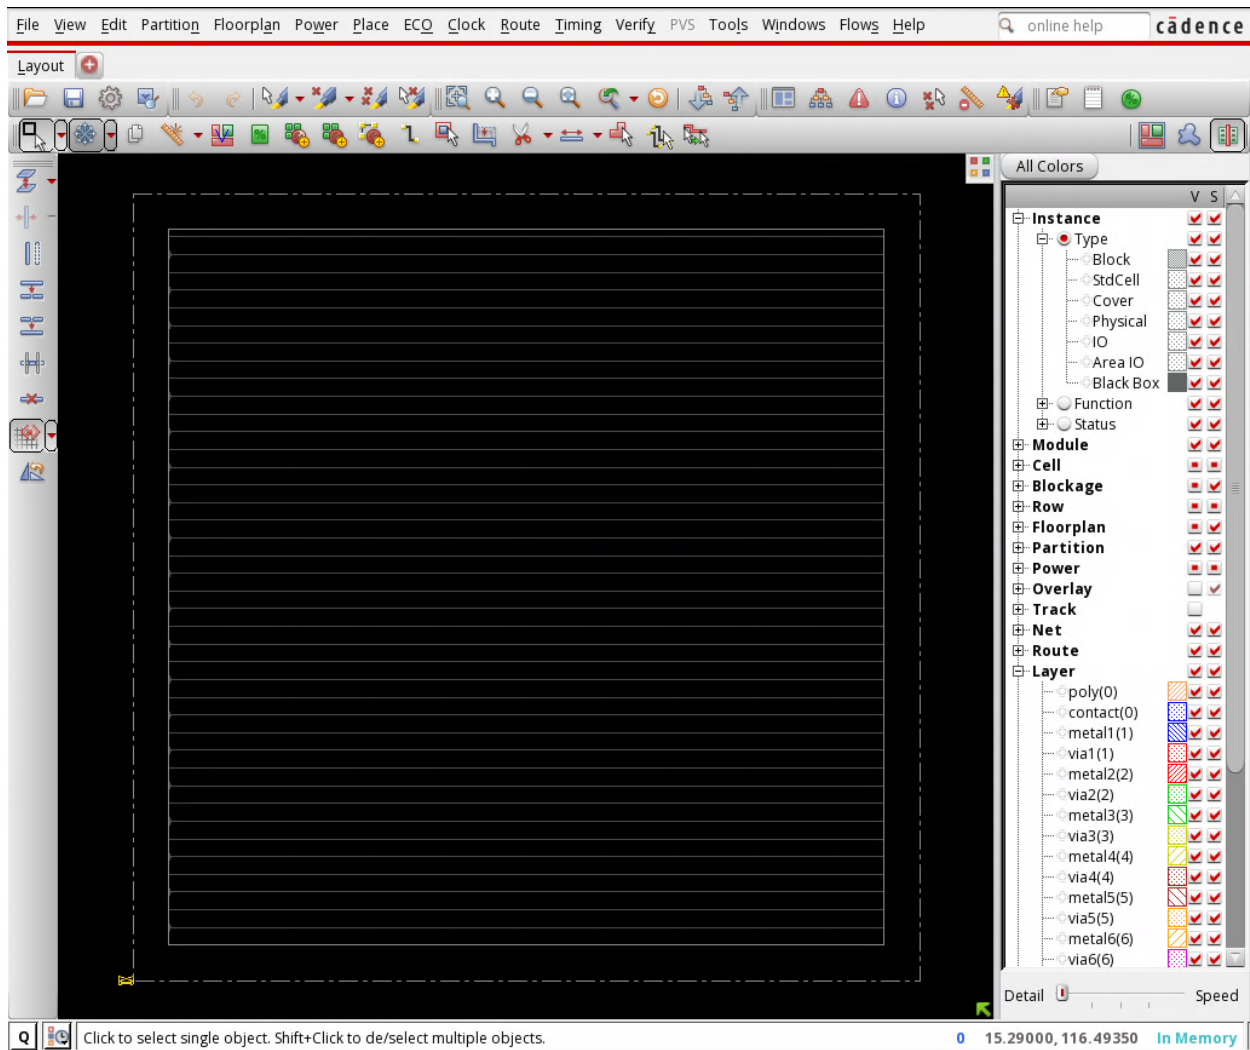 File View Edit Partition Floorplan Power Place ECO Clock Route Timing Verify PVS Tools Windows Flows Help online help cādence
Layout
All Colors
V S
Instance
Type
Block
StdCell
Cover
Physical
IO
Area IO
Black Box
Function
Status
Module
Cell
Blockage
Row
Floorplan
Partition
Power
Overlay
Track
Net
Route
Layer
poly(0)
contact(0)
metal1(1)
via1(1)
metal2(2)
via2(2)
metal3(3)
via3(3)
metal4(4)
via4(4)
metal5(5)
via5(5)
metal6(6)
via6(6)
Detail Speed
Q Click to select single object. Shift+Click to de/select multiple objects. 0 15.29000, 116.49350 In Memory